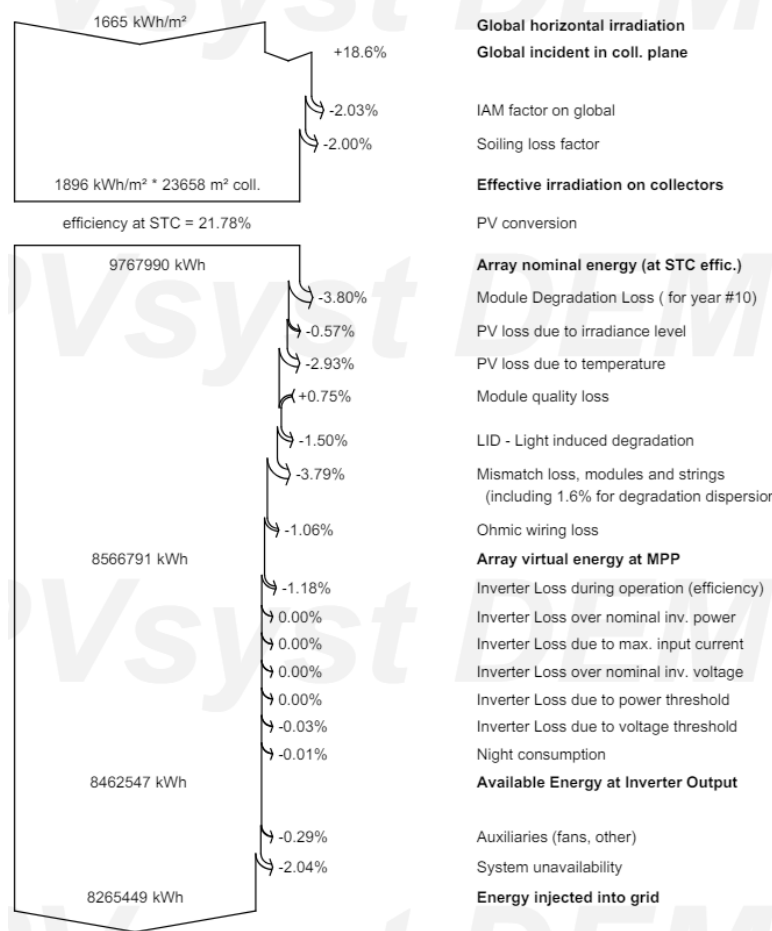 1665 kWh/m² Global horizontal irradiation
+18.6% Global incident in coll. plane
-2.03% IAM factor on global
-2.00% Soiling loss factor
1896 kWh/m² * 23658 m² coll. Effective irradiation on collectors
efficiency at STC = 21.78% PV conversion
9767990 kWh Array nominal energy (at STC effic.)
-3.80% Module Degradation Loss ( for year #10)
-0.57% PV loss due to irradiance level
-2.93% PV loss due to temperature
+0.75% Module quality loss
-1.50% LID - Light induced degradation
-3.79% Mismatch loss, modules and strings
(including 1.6% for degradation dispersion
-1.06% Ohmic wiring loss
8566791 kWh Array virtual energy at MPP
-1.18% Inverter Loss during operation (efficiency)
0.00% Inverter Loss over nominal inv. power
0.00% Inverter Loss due to max. input current
0.00% Inverter Loss over nominal inv. voltage
0.00% Inverter Loss due to power threshold
-0.03% Inverter Loss due to voltage threshold
-0.01% Night consumption
8462547 kWh Available Energy at Inverter Output
-0.29% Auxiliaries (fans, other)
-2.04% System unavailability
8265449 kWh Energy injected into grid
PVsyst DEM
PVsyst DEM